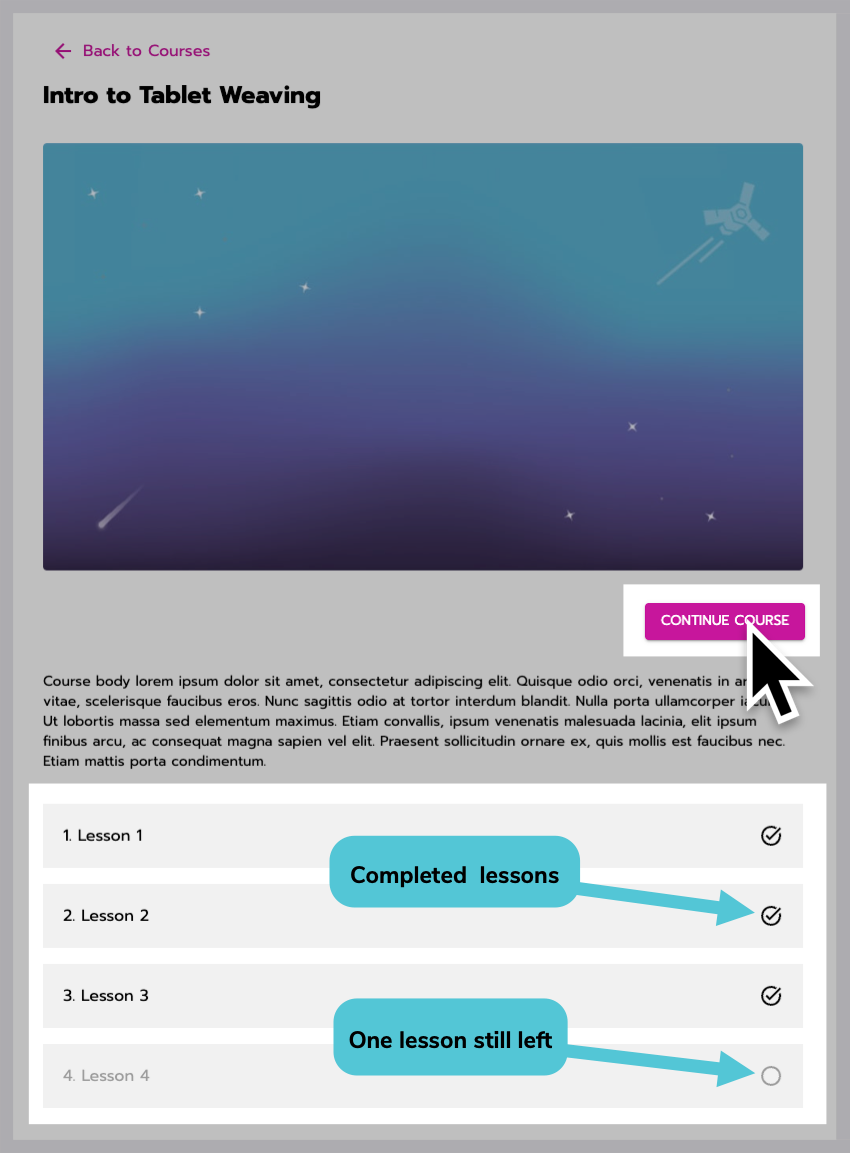 Back to Courses
Intro to Tablet Weaving
CONTINUE COURSE
Course body lorem ipsum dolor sit amet, consectetur adipiscing elit. Quisque odio orci, venenatis in
vitae, scelerisque faucibus eros. Nunc sagittis odio at tortor interdum blandit. Nulla porta ullamcorper
Ut lobortis massa sed elementum maximus. Etiam convallis, ipsum venenatis malesuada lacinia, elit ipsum
finibus arcu, ac consequat magna sapien vel elit. Praesent sollicitudin ornare ex, quis mollis est faucibus nec.
Etiam mattis porta condimentum.
1. Lesson 1
Completed lessons
2. Lesson 2
3. Lesson 3
One lesson still left
4. Lesson 4